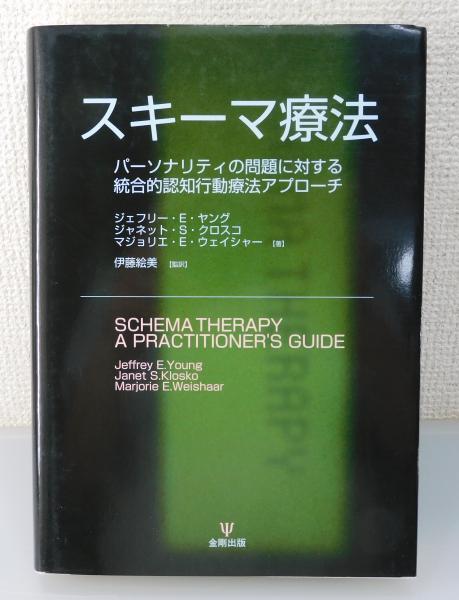 スキーマ療法
パーソナリティの問題に対する
統合的認知行動療法アプローチ
ジェフリー・E・ヤング
ジャネット・S・クロスコ
マジョリエ・E・ウェイシャー 【著】
伊藤絵美 【監訳】
SCHEMA THERAPY
A PRACTITIONER'S GUIDE
Jeffrey E.Young
Janet S.Klosko
Marjorie E.Weishaar
金剛出版